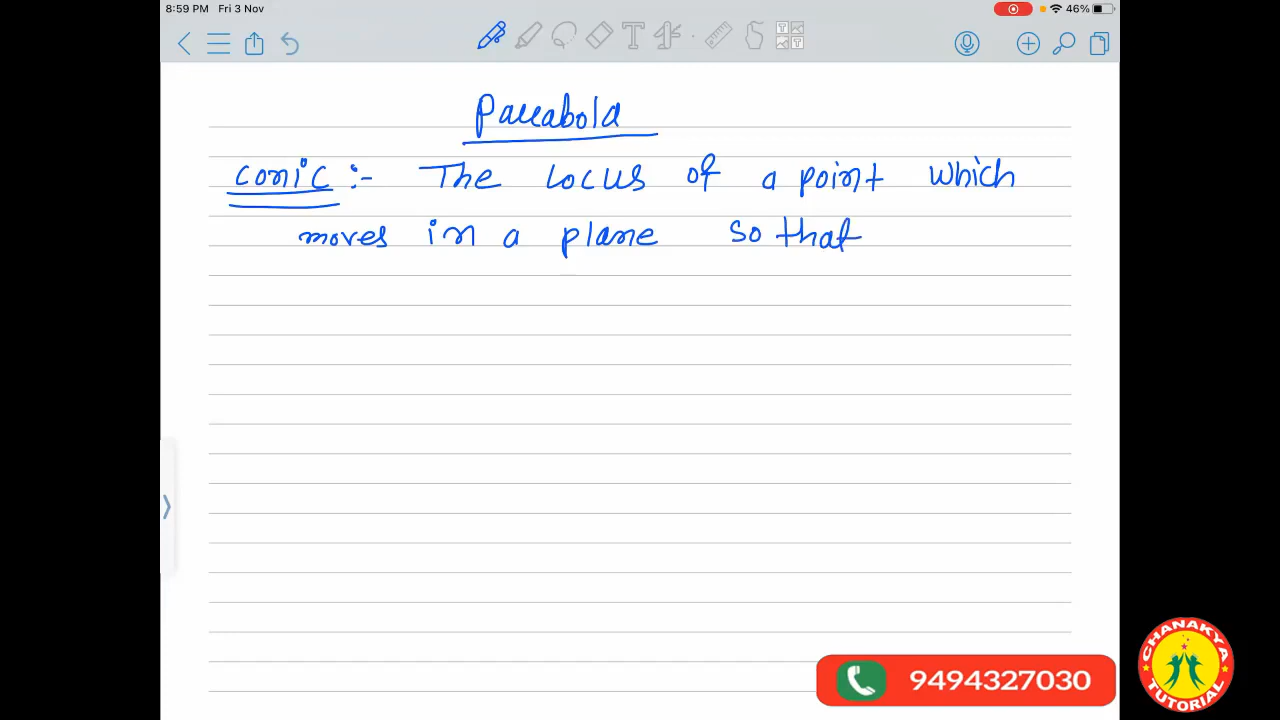 8:59 PM Fri 3 Nov 46%
Parabola
conic :- The Locus of a point which
moves in a plane so that
9494327030
CHANAKYA
TUTORIAL